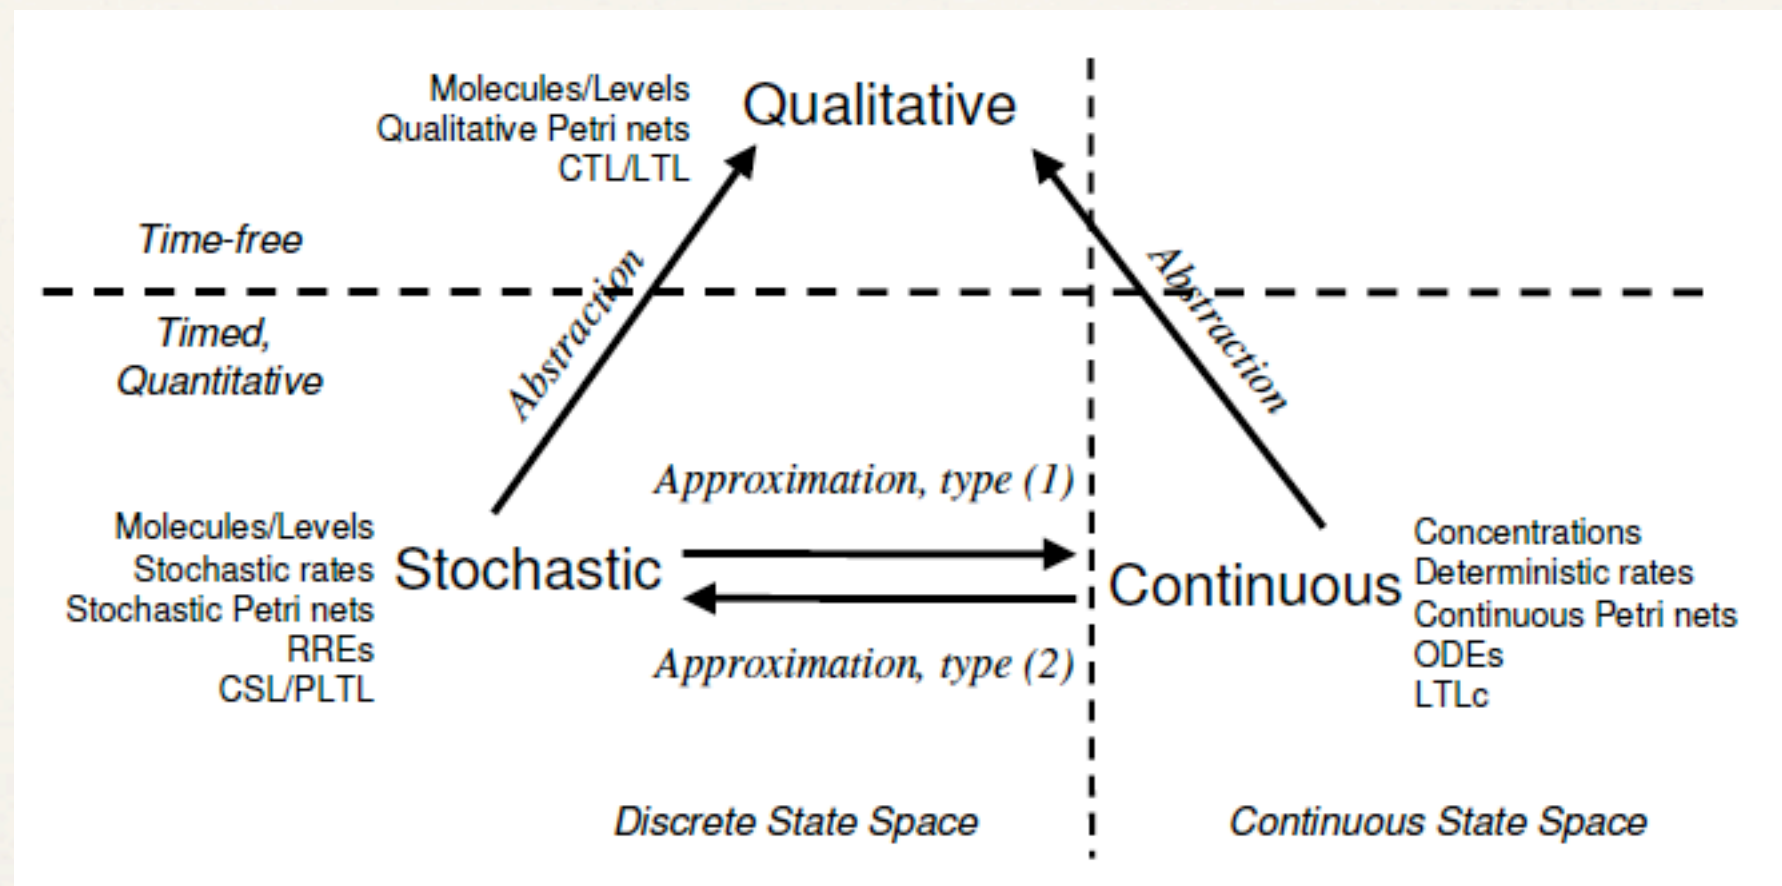 Molecules/Levels
Qualitative Petri nets
CTL/LTL
Qualitative
Time-free
Timed,
Quantitative
Abstraction
Abstraction
Approximation, type (1)
Approximation, type (2)
Molecules/Levels
Stochastic rates
Stochastic Petri nets
RREs
CSL/PLTL
Stochastic
Continuous
Concentrations
Deterministic rates
Continuous Petri nets
ODEs
LTLc
Discrete State Space
Continuous State Space